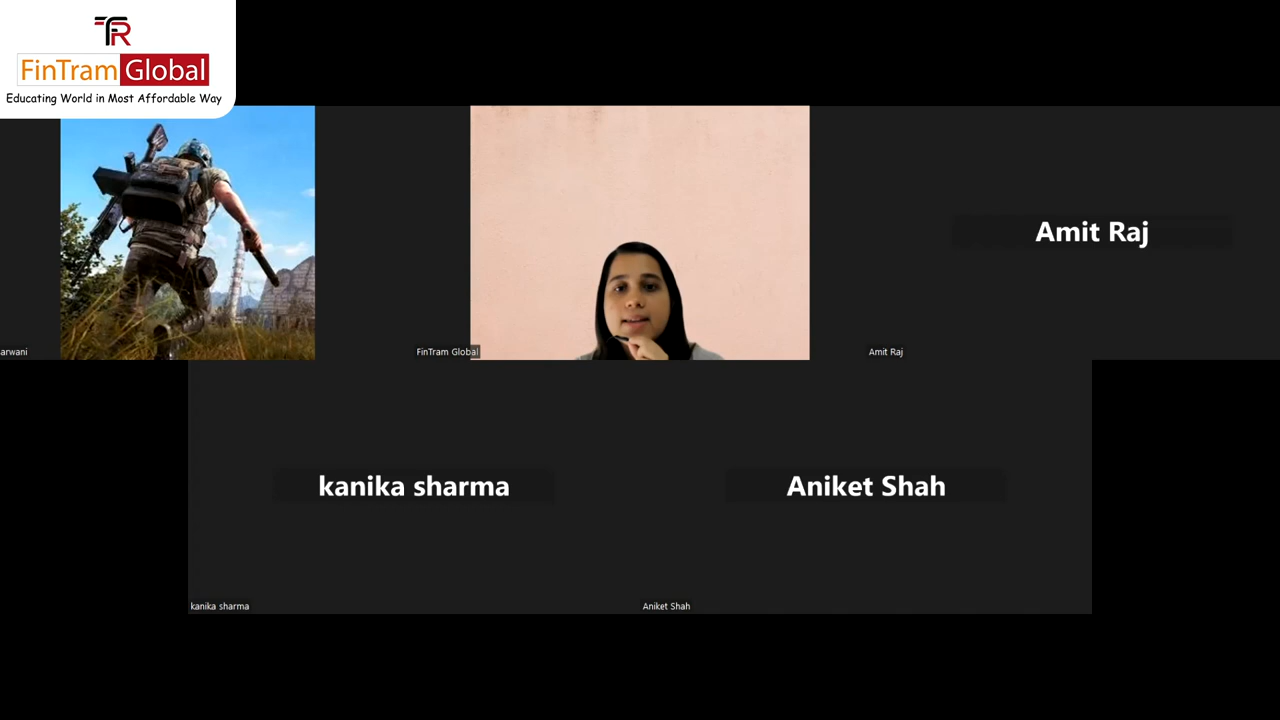 TR
FinTram Global
Educating World in Most Affordable Way
Amit Raj
arwani
FinTram Global
Amit Raj
kanika sharma
Aniket Shah
kanika sharma
Aniket Shah